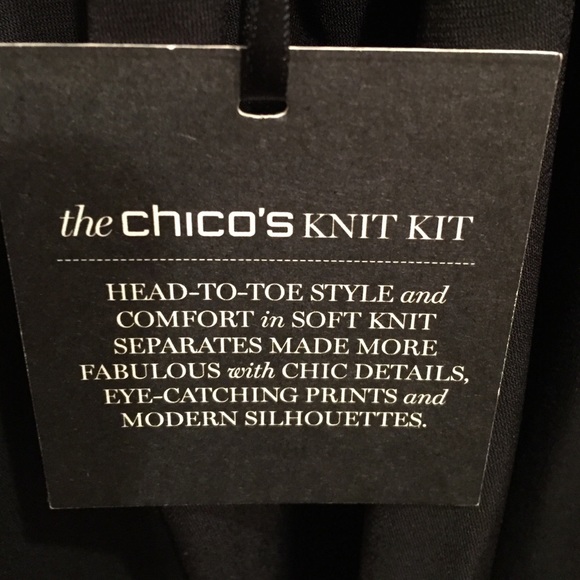 the chico's KNIT KIT
HEAD-TO-TOE STYLE and
COMFORT in SOFT KNIT
SEPARATES MADE MORE
FABULOUS with CHIC DETAILS,
EYE-CATCHING PRINTS and
MODERN SILHOUETTES.